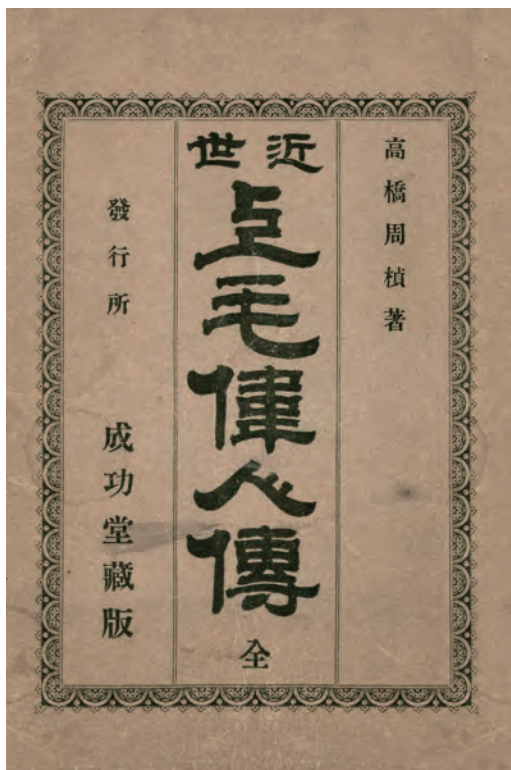 高橋周楨著
近世
上毛偉人傳
全
發行所
成功堂藏版